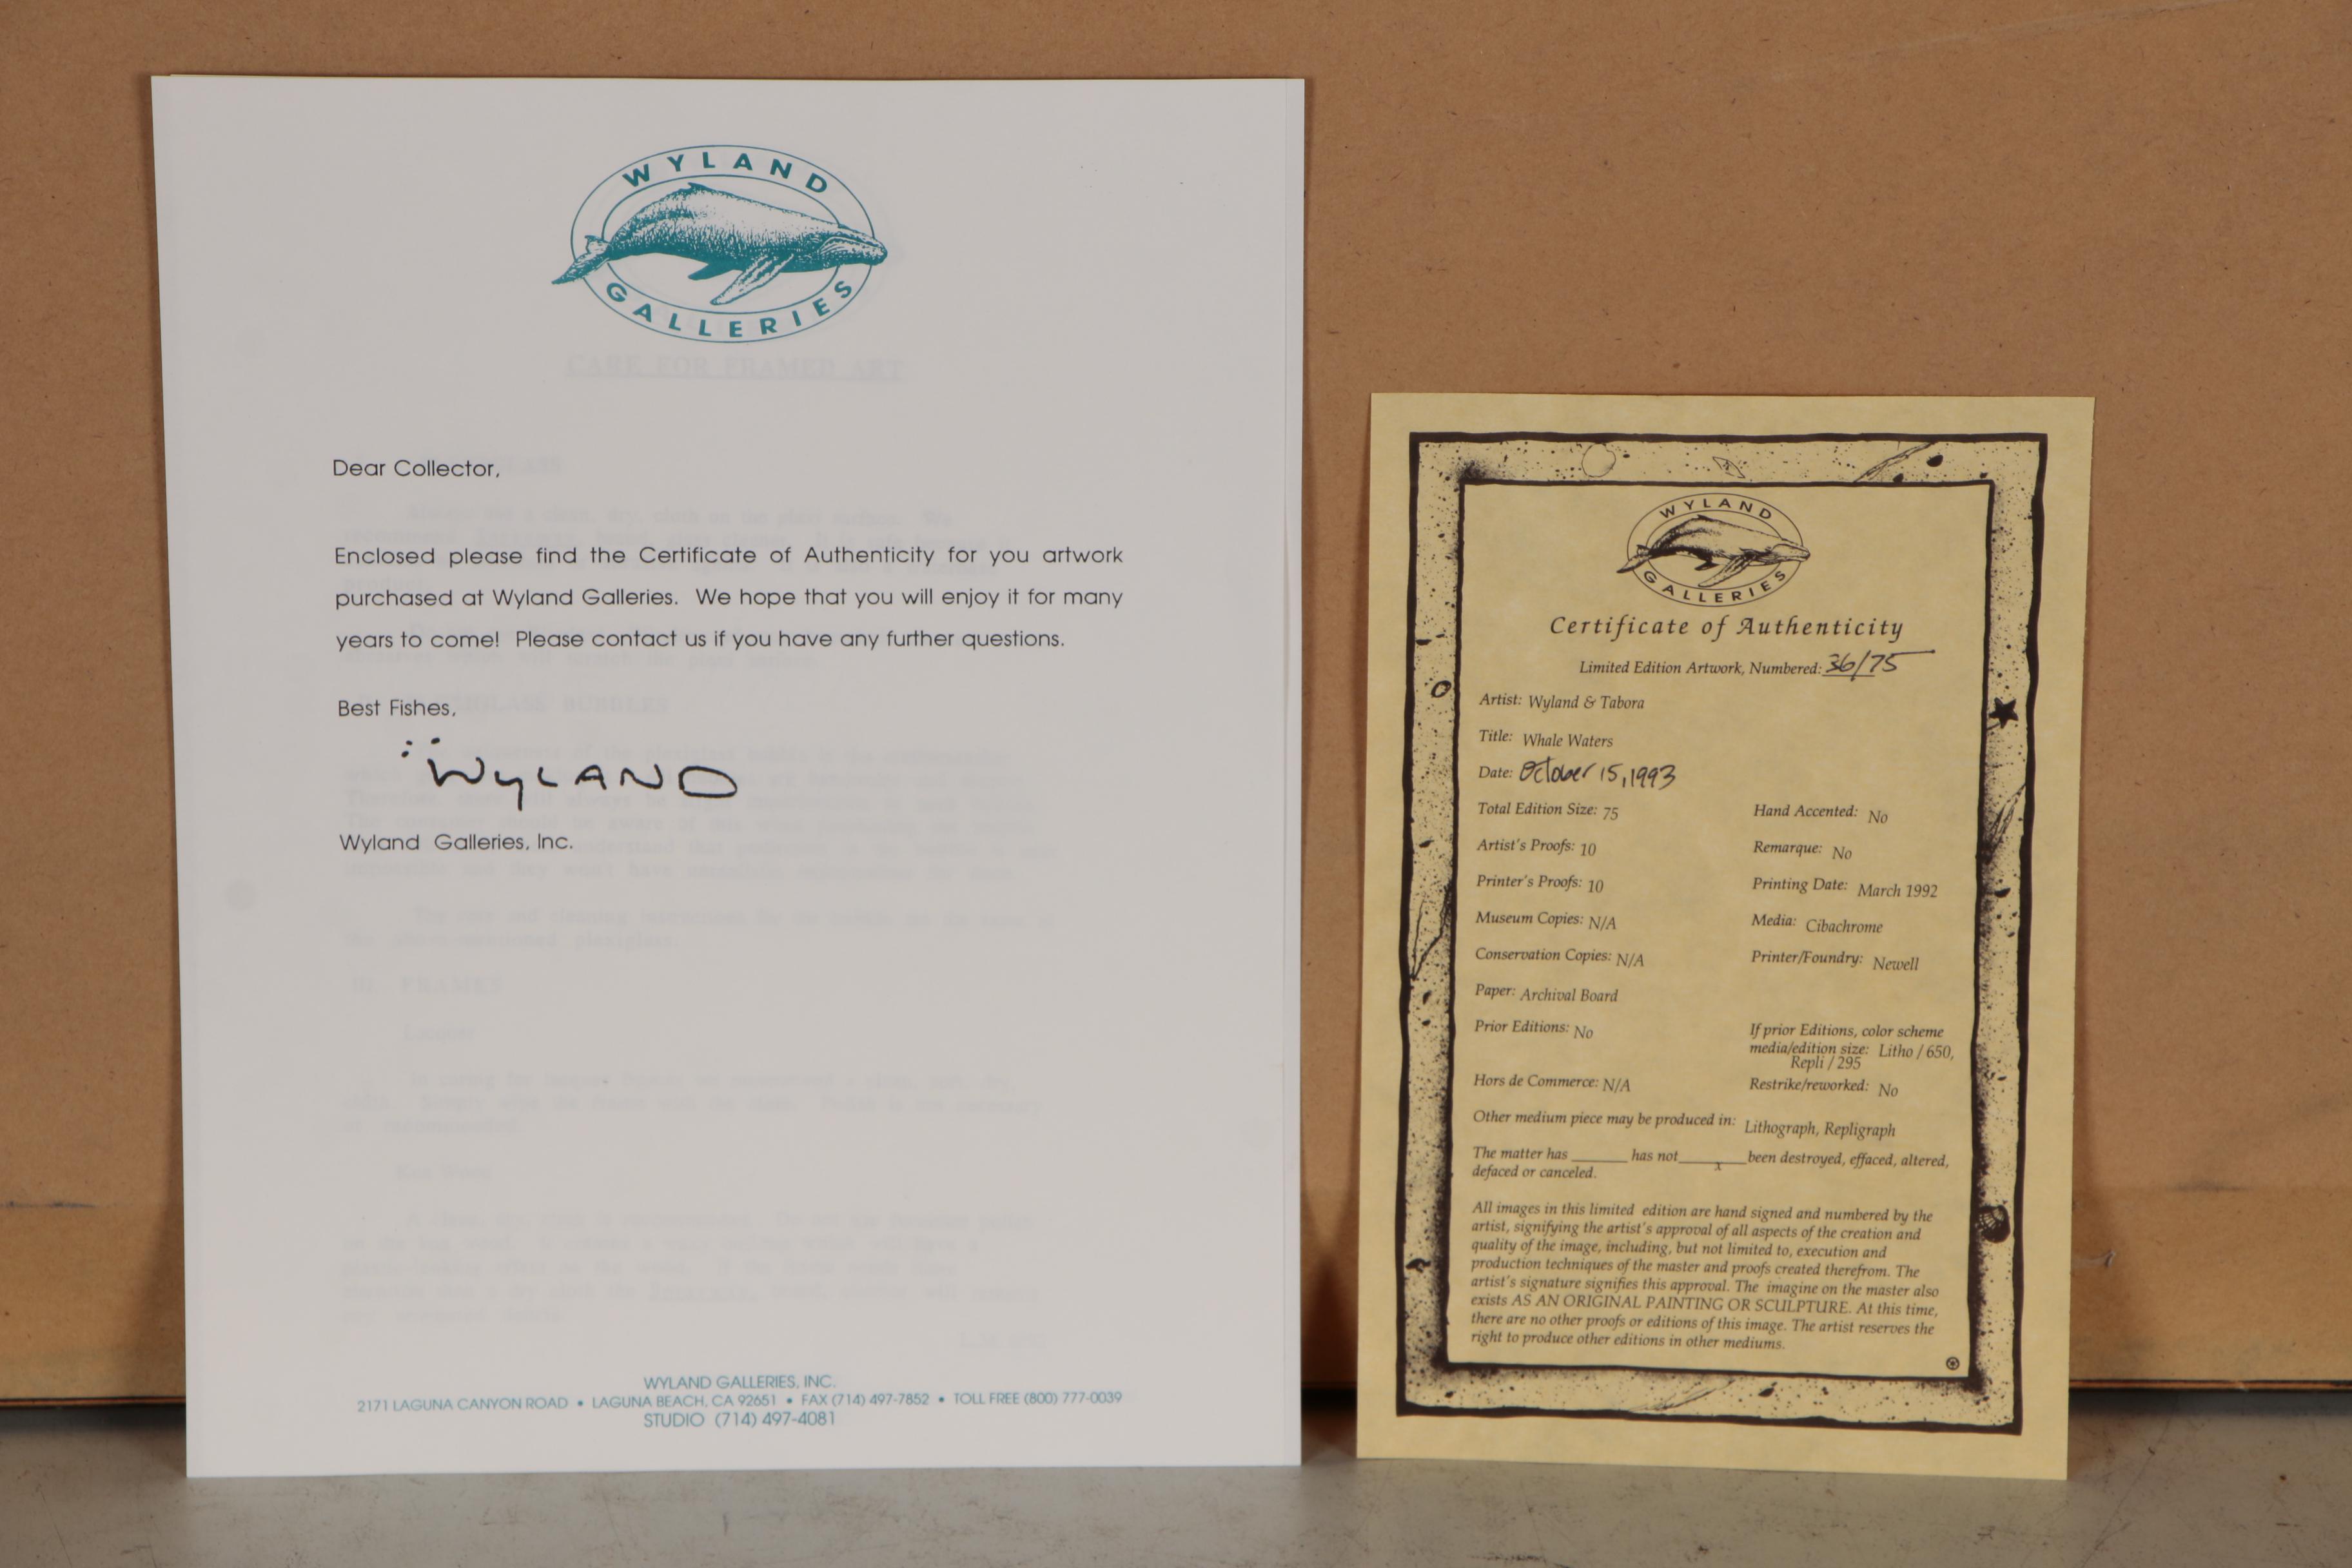 WYLAND
GALLERIES
CARE FOR FRAMED ART
Dear Collector,
Enclosed please find the Certificate of Authenticity for you artwork
purchased at Wyland Galleries. We hope that you will enjoy it for many
years to come! Please contact us if you have any further questions.
Best Fishes,
WYLAND
Wyland Galleries, Inc.
WYLAND GALLERIES, INC.
2171 LAGUNA CANYON ROAD • LAGUNA BEACH, CA 92651 • FAX (714) 497-7852 • TOLL FREE (800) 777-0039
STUDIO (714) 497-4081
WYLAND
GALLERIES
Certificate of Authenticity
Limited Edition Artwork, Numbered: 36/75
Artist: Wyland & Tabora
Title: Whale Waters
Date: October 15, 1993
Total Edition Size: 75 Hand Accented: No
Artist's Proofs: 10 Remarque: No
Printer's Proofs: 10 Printing Date: March 1992
Museum Copies: N/A Media: Cibachrome
Conservation Copies: N/A Printer/Foundry: Newell
Paper: Archival Board
Prior Editions: No If prior Editions, color scheme
media/edition size: Litho / 650,
Repli / 295
Hors de Commerce: N/A Restrike/reworked: No
Other medium piece may be produced in: Lithograph, Repligraph
The matter has ______ has not___x___been destroyed, effaced, altered,
defaced or canceled.
All images in this limited edition are hand signed and numbered by the
artist, signifying the artist's approval of all aspects of the creation and
quality of the image, including, but not limited to, execution and
production techniques of the master and proofs created therefrom. The
artist's signature signifies this approval. The imagine on the master also
exists AS AN ORIGINAL PAINTING OR SCULPTURE. At this time,
there are no other proofs or editions of this image. The artist reserves the
right to produce other editions in other mediums.